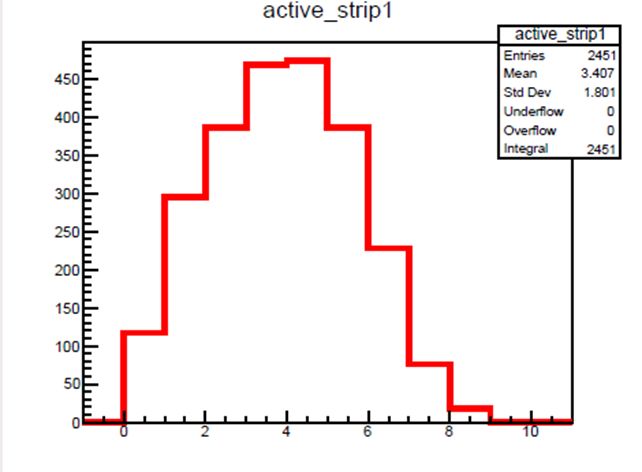 active_strip1
active_strip1
Entries 2451
Mean 3.407
Std Dev 1.801
Underflow 0
Overflow 0
Integral 2451
450
400
350
300
250
200
150
100
50
0
0 2 4 6 8 10